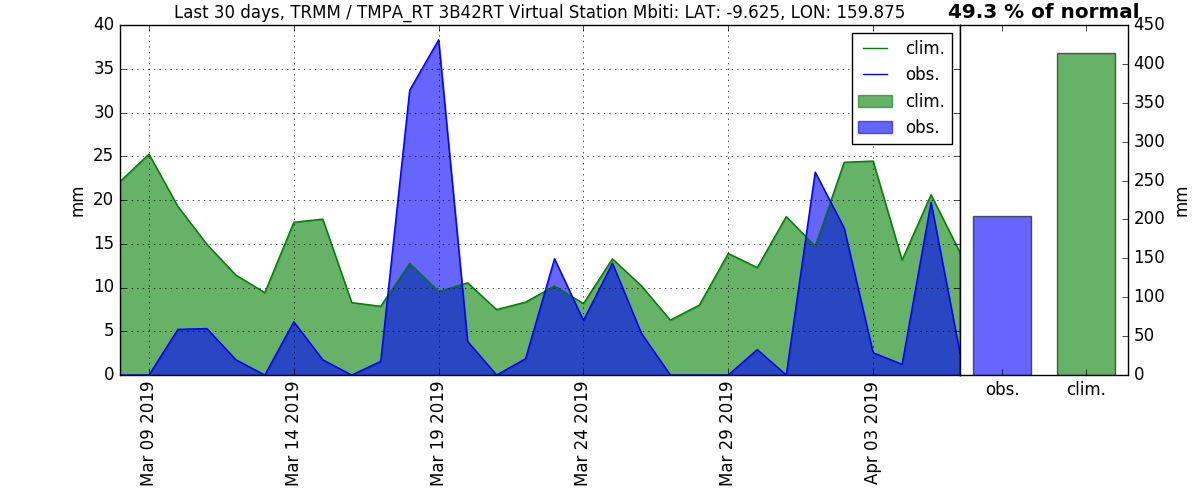 Last 30 days, TRMM / TMPA_RT 3B42RT Virtual Station Mbiti: LAT: -9.625, LON: 159.875
49.3 % of normal
40
35
30
25
20
15
10
5
0
mm
clim.
obs.
clim.
obs.
Mar 09 2019
Mar 14 2019
Mar 19 2019
Mar 24 2019
Mar 29 2019
Apr 03 2019
450
400
350
300
250
200
150
100
50
0
mm
obs.
clim.